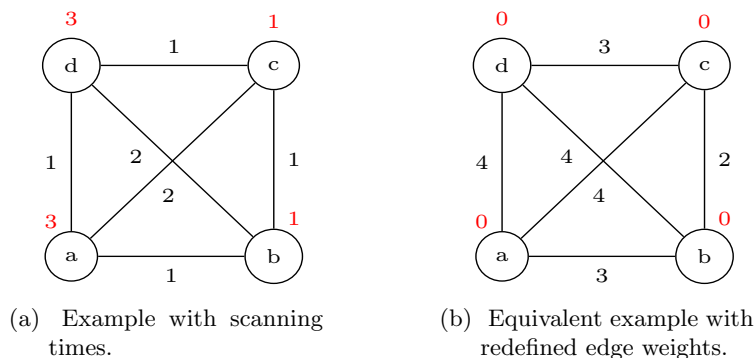 3 1 0 0
1 3
d c d c
1 2 1 4 4 2
2 4
3 1 0 0
a b a b
1 3
(a) Example with scanning
times.
(b) Equivalent example with
redefined edge weights.